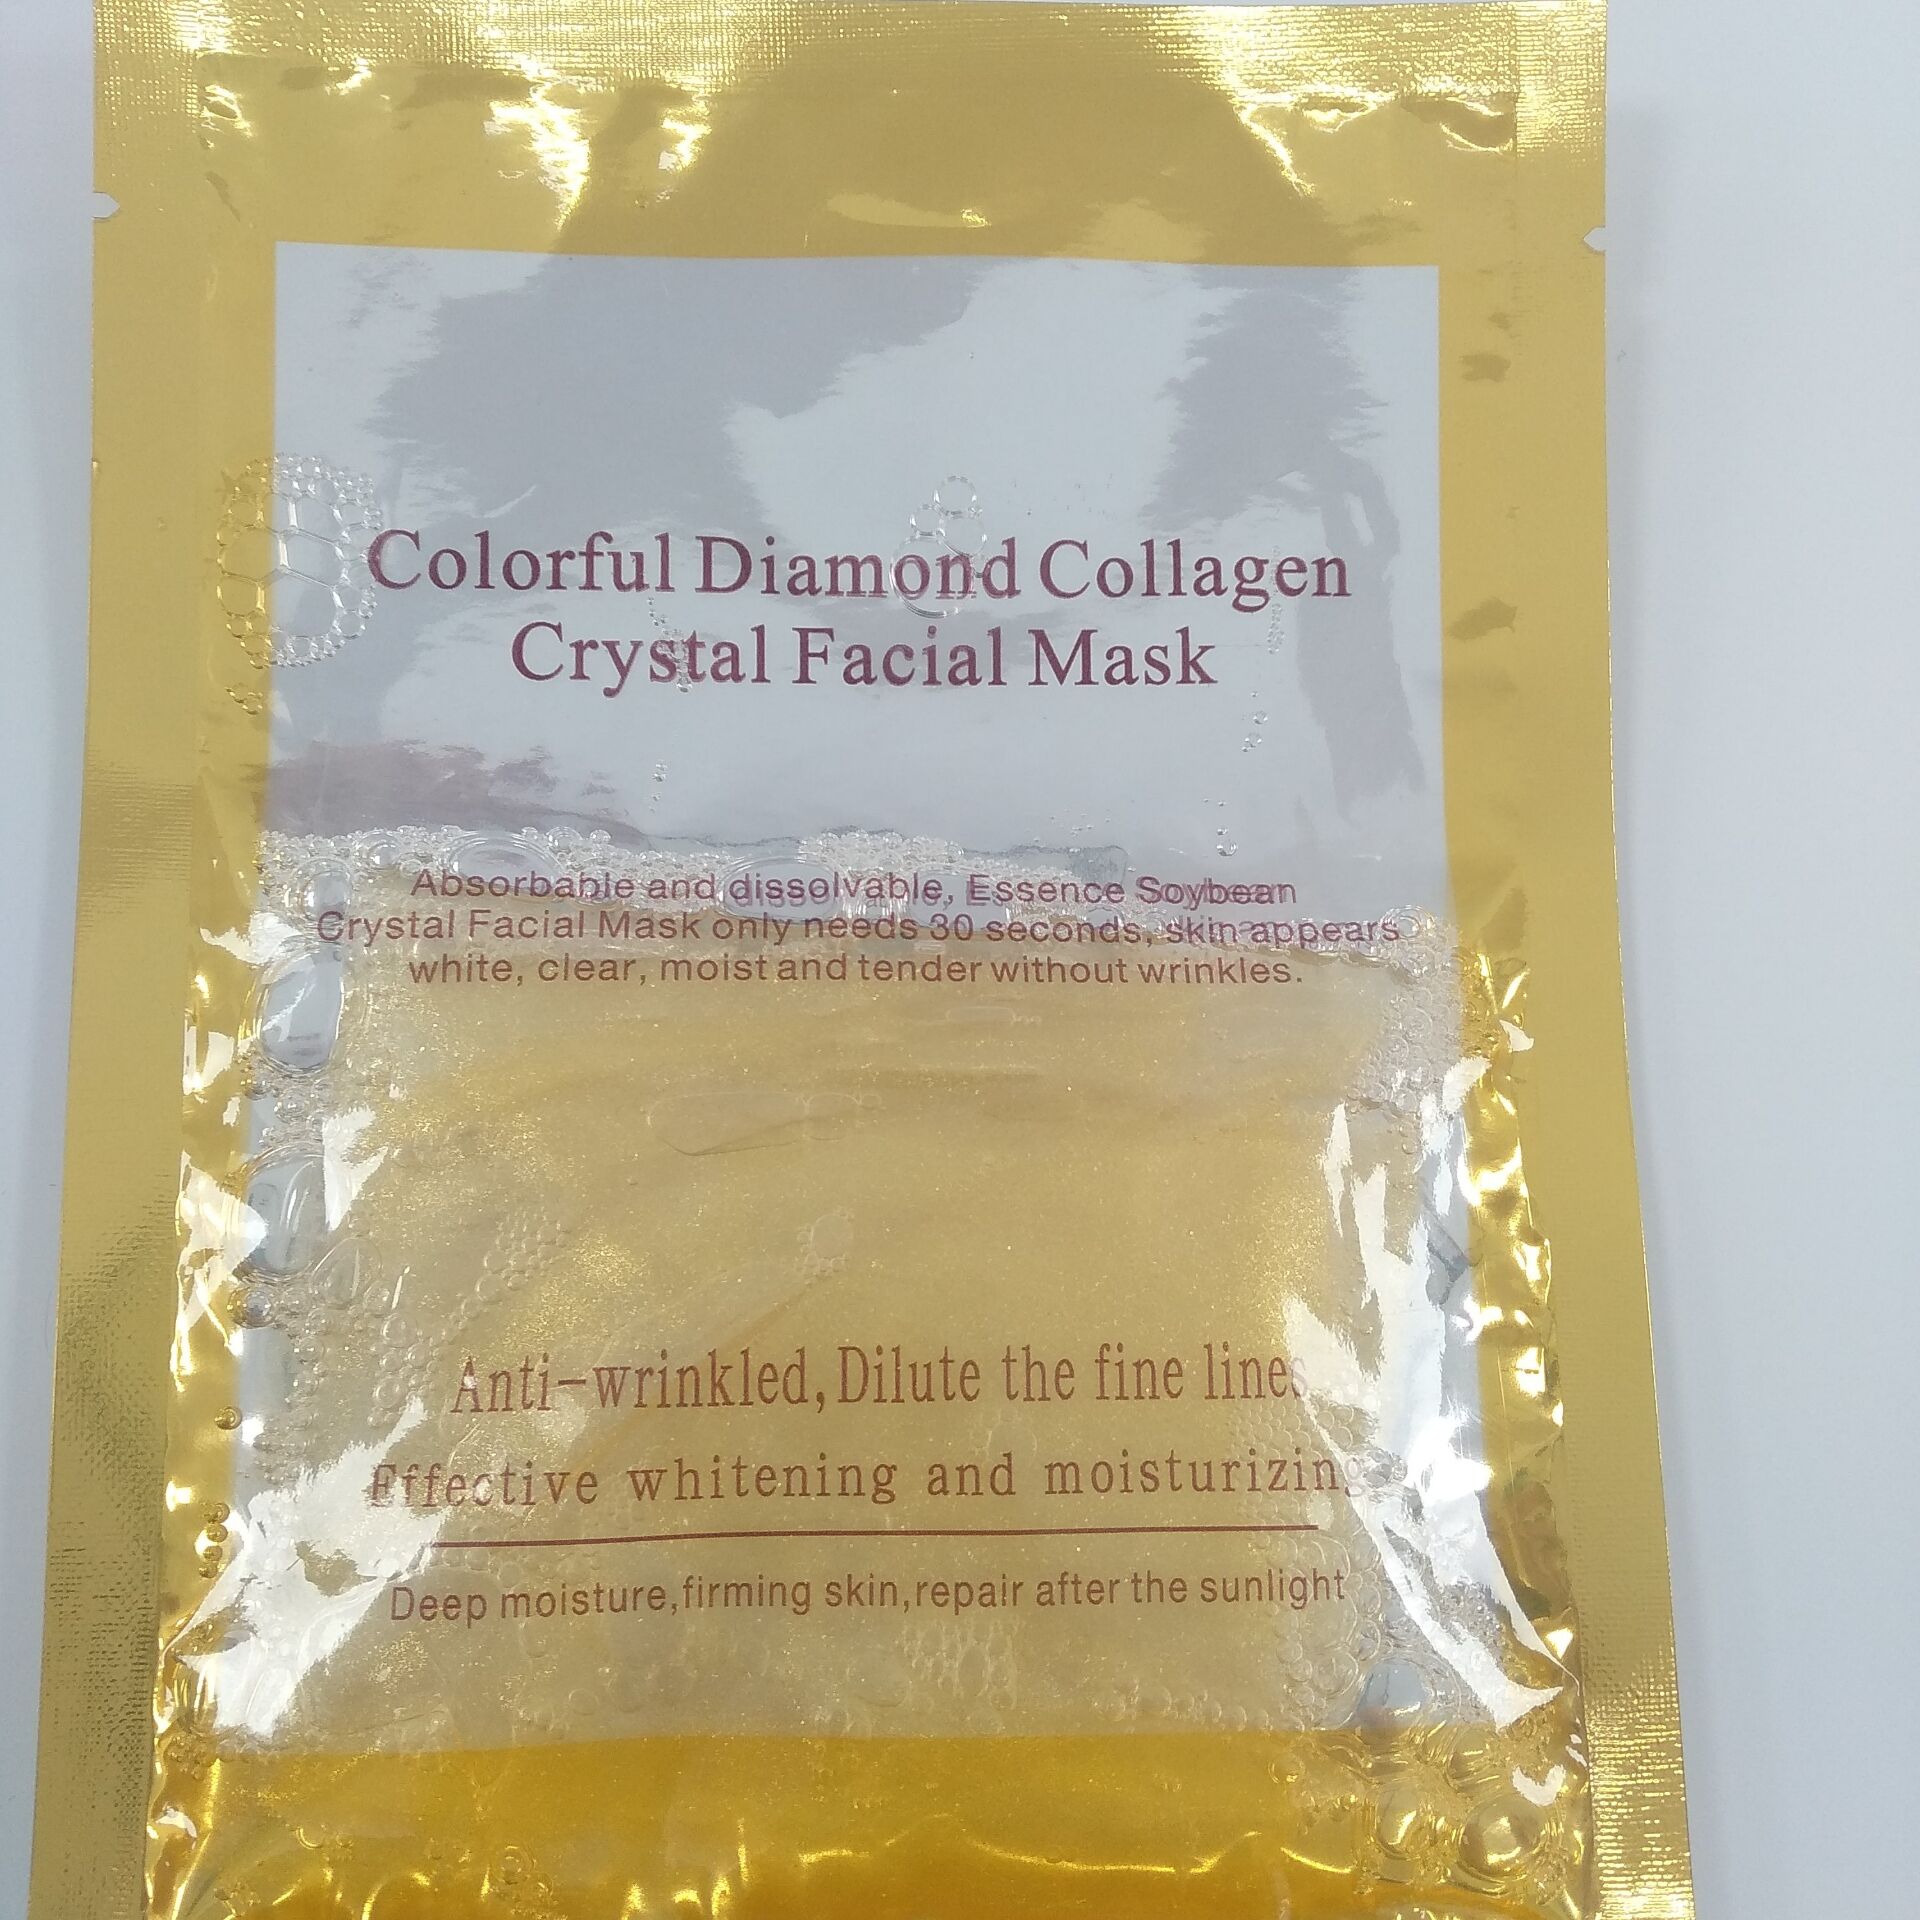 Colorful Diamond Collagen
Crystal Facial Mask
Absorbable and dissolvable, Essence Soybean
Crystal Facial Mask only needs 30 seconds, skin appears
white, clear, moist and tender without wrinkles.
Anti-wrinkled, Dilute the fine lines
Effective whitening and moisturizing
Deep moisture, firming skin, repair after the sunlight